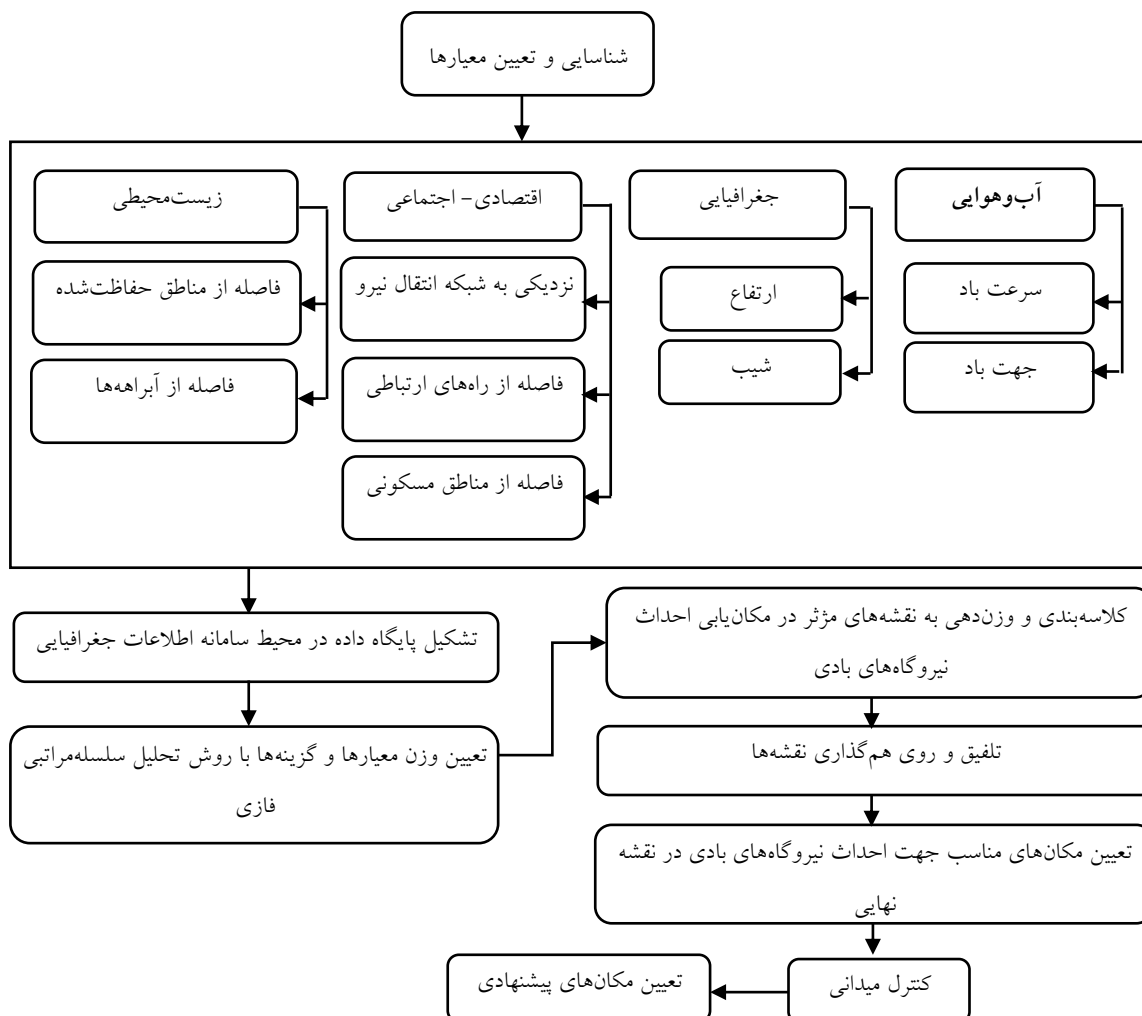 شناسایی و تعیین معیارها
آب‌وهوایی
سرعت باد
جهت باد
جغرافیایی
ارتفاع
شیب
اقتصادی- اجتماعی
نزدیکی به شبکه انتقال نیرو
فاصله از راه‌های ارتباطی
فاصله از مناطق مسکونی
زیست‌محیطی
فاصله از مناطق حفاظت‌شده
فاصله از آبراهه‌ها
تشکیل پایگاه داده در محیط سامانه اطلاعات جغرافیایی
تعیین وزن معیارها و گزینه‌ها با روش تحلیل سلسله‌مراتبی
فازی
کلاسه‌بندی و وزن‌دهی به نقشه‌های مؤثر در مکان‌یابی احداث
نیروگاه‌های بادی
تلفیق و روی هم‌گذاری نقشه‌ها
تعیین مکان‌های مناسب جهت احداث نیروگاه‌های بادی در نقشه
نهایی
کنترل میدانی
تعیین مکان‌های پیشنهادی